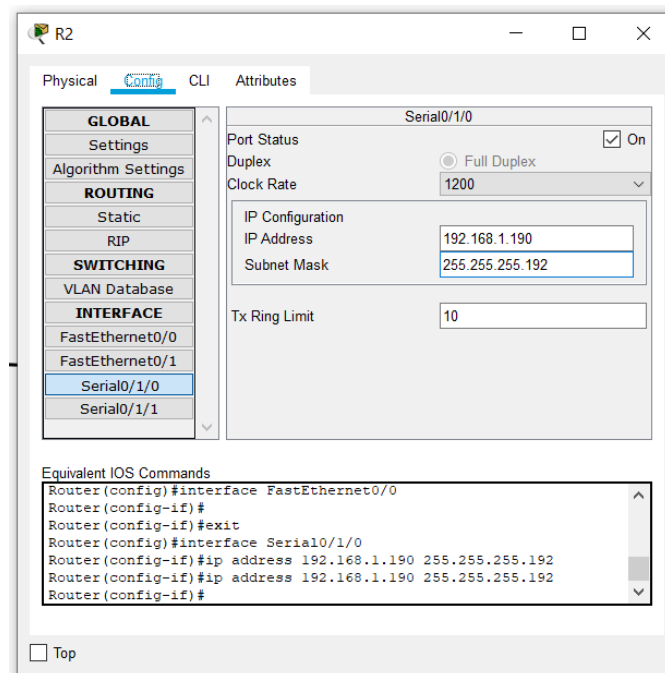 R2
Physical Config CLI Attributes
GLOBAL
Settings
Algorithm Settings
ROUTING
Static
RIP
SWITCHING
VLAN Database
INTERFACE
FastEthernet0/0
FastEthernet0/1
Serial0/1/0
Serial0/1/1
Serial0/1/0
Port Status On
Duplex Full Duplex
Clock Rate 1200
IP Configuration
IP Address 192.168.1.190
Subnet Mask 255.255.255.192
Tx Ring Limit 10
Equivalent IOS Commands
Router(config)#interface FastEthernet0/0
Router(config-if)#
Router(config-if)#exit
Router(config)#interface Serial0/1/0
Router(config-if)#ip address 192.168.1.190 255.255.255.192
Router(config-if)#ip address 192.168.1.190 255.255.255.192
Router(config-if)#
Top